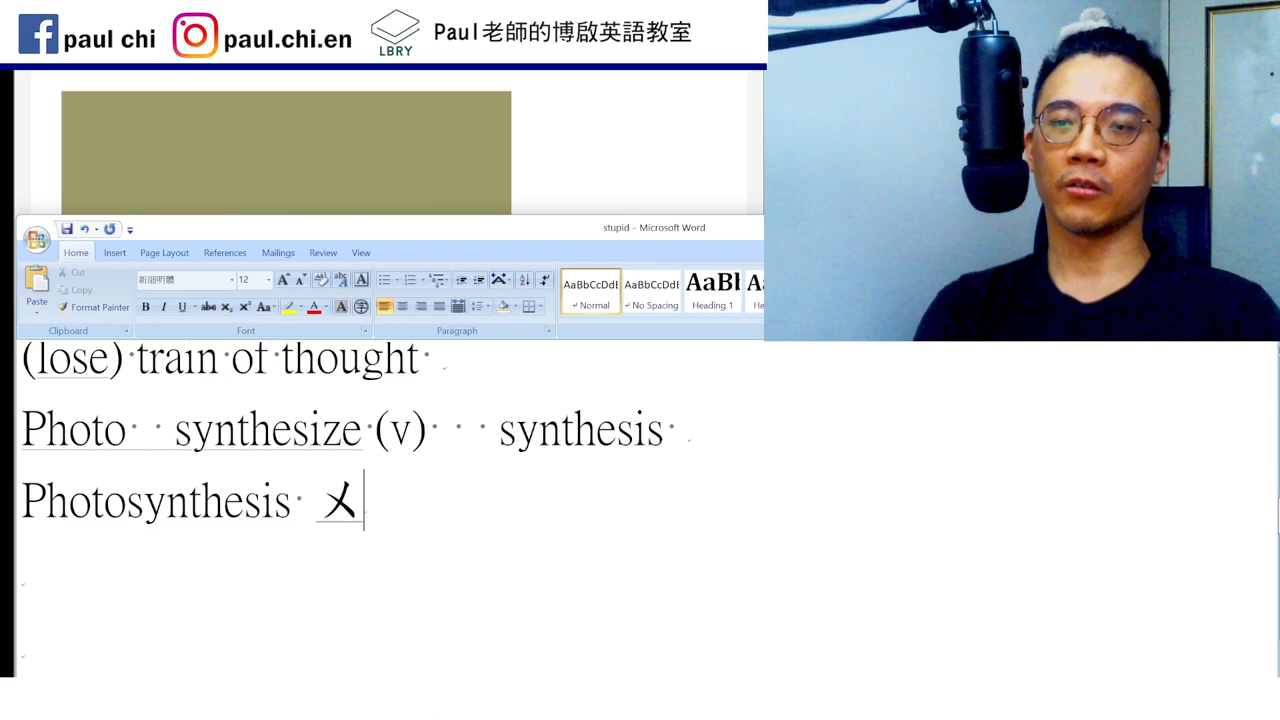 paul chi paul.chi.en LBRY Paul老師的博啟英語教室
stupid - Microsoft Word
Home Insert Page Layout References Mailings Review View
Paste Cut Copy Format Painter
新細明體 12
AaBbCcDdE AaBbCcDdE AaBb
Normal No Spacing Heading 1 He
Clipboard Font Paragraph
(lose) train of thought
Photo synthesize (v) synthesis
Photosynthesis ㄨ